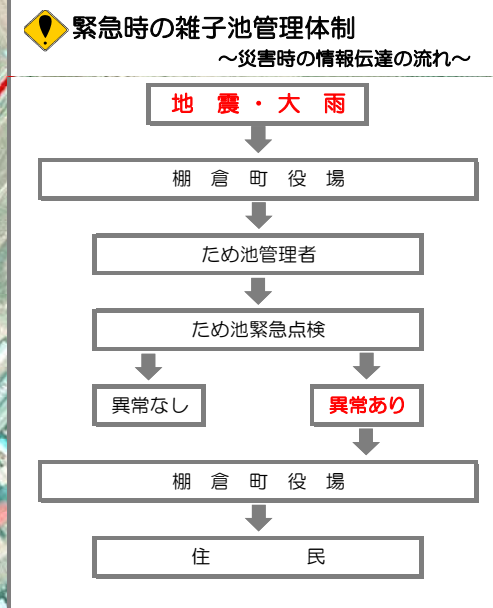 緊急時の雑子池管理体制
～災害時の情報伝達の流れ～
地 震・大 雨
棚 倉 町 役 場
ため池管理者
ため池緊急点検
異常なし
異常あり
棚 倉 町 役 場
住 民